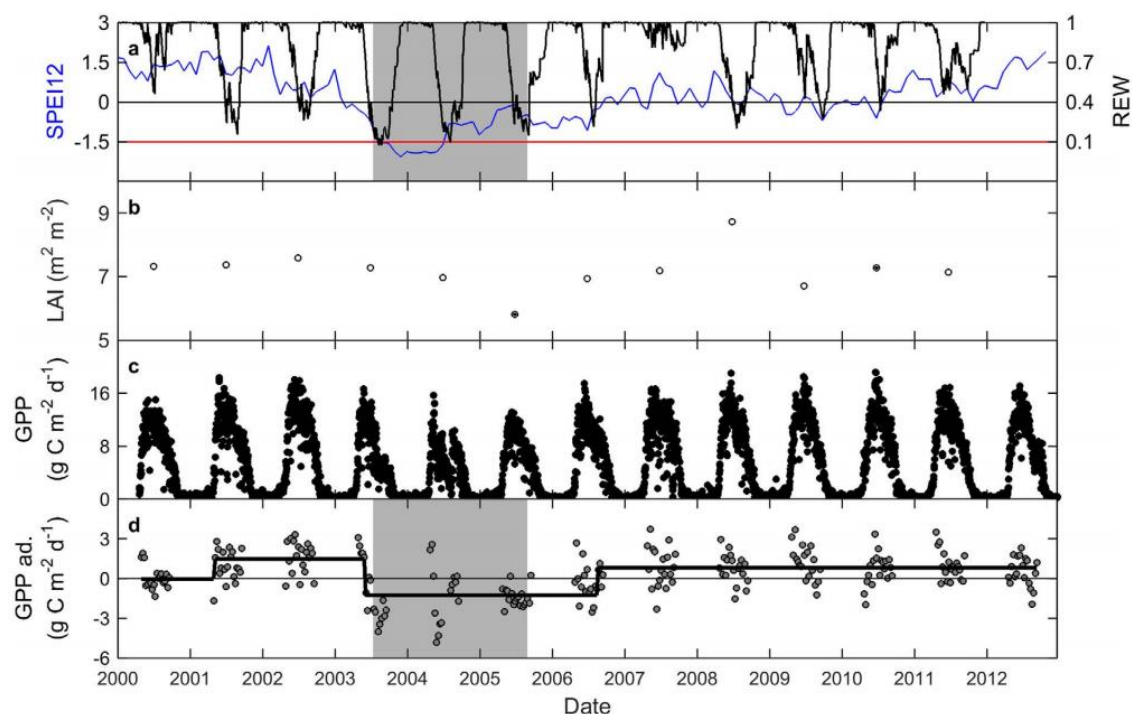 a
SPEI12
3
1.5
0
-1.5
1
0.7
0.4
0.1
REW
b
LAI (m² m⁻²)
9
7
5
c
GPP
(g C m⁻² d⁻¹)
16
8
0
d
GPP ad.
(g C m⁻² d⁻¹)
3
0
-3
-6
2000 2001 2002 2003 2004 2005 2006 2007 2008 2009 2010 2011 2012
Date